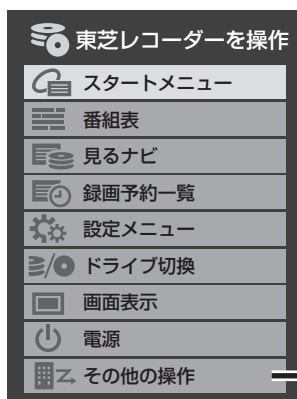 東芝レコーダーを操作
スタートメニュー
番組表
見るナビ
録画予約一覧
設定メニュー
ドライブ切換
画面表示
電源
その他の操作